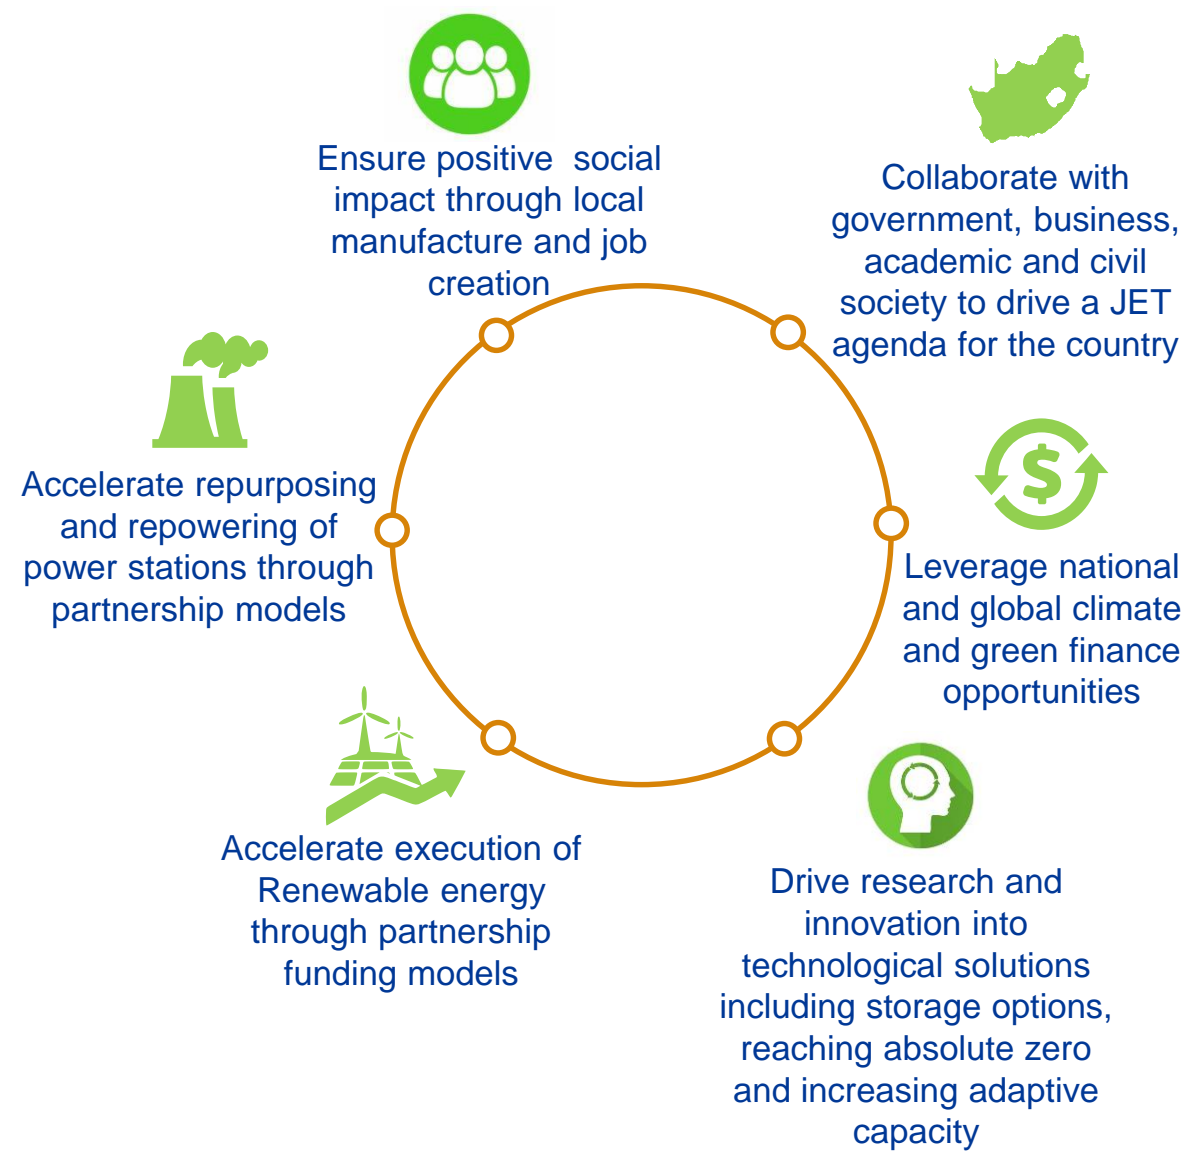 Ensure positive  social
impact through local
manufacture and job
creation
Collaborate with
government, business,
academic and civil
society to drive a JET
agenda for the country
$
Leverage national
and global climate
and green finance
opportunities
Drive research and
innovation into
technological solutions
including storage options,
reaching absolute zero
and increasing adaptive
capacity
Accelerate execution of
Renewable energy
through partnership
funding models
Accelerate repurposing
and repowering of
power stations through
partnership models